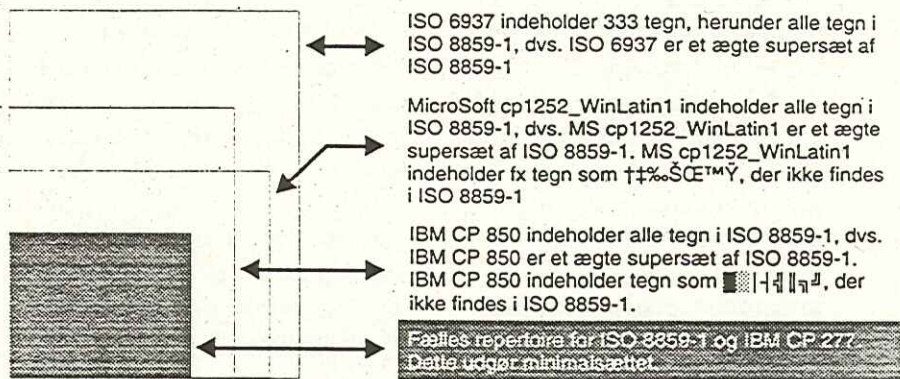 ISO 6937 indeholder 333 tegn, herunder alle tegn i
ISO 8859-1, dvs. ISO 6937 er et ægte supersæt af
ISO 8859-1
MicroSoft cp1252_WinLatin1 indeholder alle tegn i
ISO 8859-1, dvs. MS cp1252_WinLatin1 er et ægte
supersæt af ISO 8859-1. MS cp1252_WinLatin1
indeholder fx tegn som †‡‰ŠŒ™Ÿ, der ikke findes
i ISO 8859-1
IBM CP 850 indeholder alle tegn i ISO 8859-1, dvs.
IBM CP 850 er et ægte supersæt af ISO 8859-1.
IBM CP 850 indeholder tegn som ▓░│┤╣║╗╝, der
ikke findes i ISO 8859-1.
Fælles repertoire for ISO 8859-1 og IBM CP 277.
Dette udgør minimalsættet.